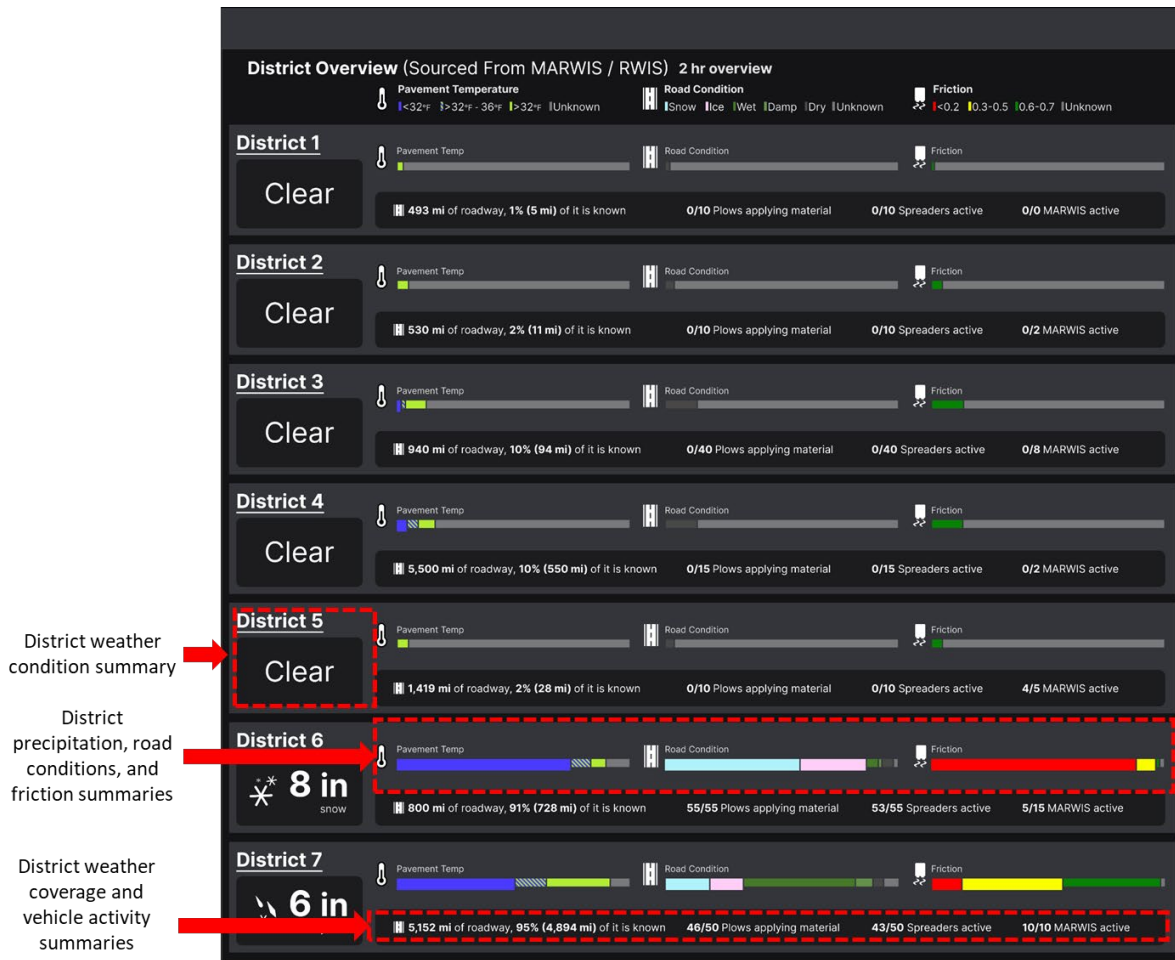 District Overview (Sourced From MARWIS / RWIS) 2 hr overview
Pavement Temperature
<32°F >32°F - 36°F >32°F Unknown
Road Condition
Snow Ice Wet Damp Dry Unknown
Friction
<0.2 0.3-0.5 0.6-0.7 Unknown
District 1
Clear
Pavement Temp
Road Condition
Friction
493 mi of roadway, 1% (5 mi) of it is known
0/10 Plows applying material
0/10 Spreaders active
0/0 MARWIS active
District 2
Clear
Pavement Temp
Road Condition
Friction
530 mi of roadway, 2% (11 mi) of it is known
0/10 Plows applying material
0/10 Spreaders active
0/2 MARWIS active
District 3
Clear
Pavement Temp
Road Condition
Friction
940 mi of roadway, 10% (94 mi) of it is known
0/40 Plows applying material
0/40 Spreaders active
0/8 MARWIS active
District 4
Clear
Pavement Temp
Road Condition
Friction
5,500 mi of roadway, 10% (550 mi) of it is known
0/15 Plows applying material
0/15 Spreaders active
0/2 MARWIS active
District weather
condition summary
District 5
Clear
Pavement Temp
Road Condition
Friction
1,419 mi of roadway, 2% (28 mi) of it is known
0/10 Plows applying material
0/10 Spreaders active
4/5 MARWIS active
District
precipitation, road
conditions, and
friction summaries
District 6
8 in
snow
Pavement Temp
Road Condition
Friction
800 mi of roadway, 91% (728 mi) of it is known
55/55 Plows applying material
53/55 Spreaders active
5/15 MARWIS active
District weather
coverage and
vehicle activity
summaries
District 7
6 in
Pavement Temp
Road Condition
Friction
5,152 mi of roadway, 95% (4,894 mi) of it is known
46/50 Plows applying material
43/50 Spreaders active
10/10 MARWIS active